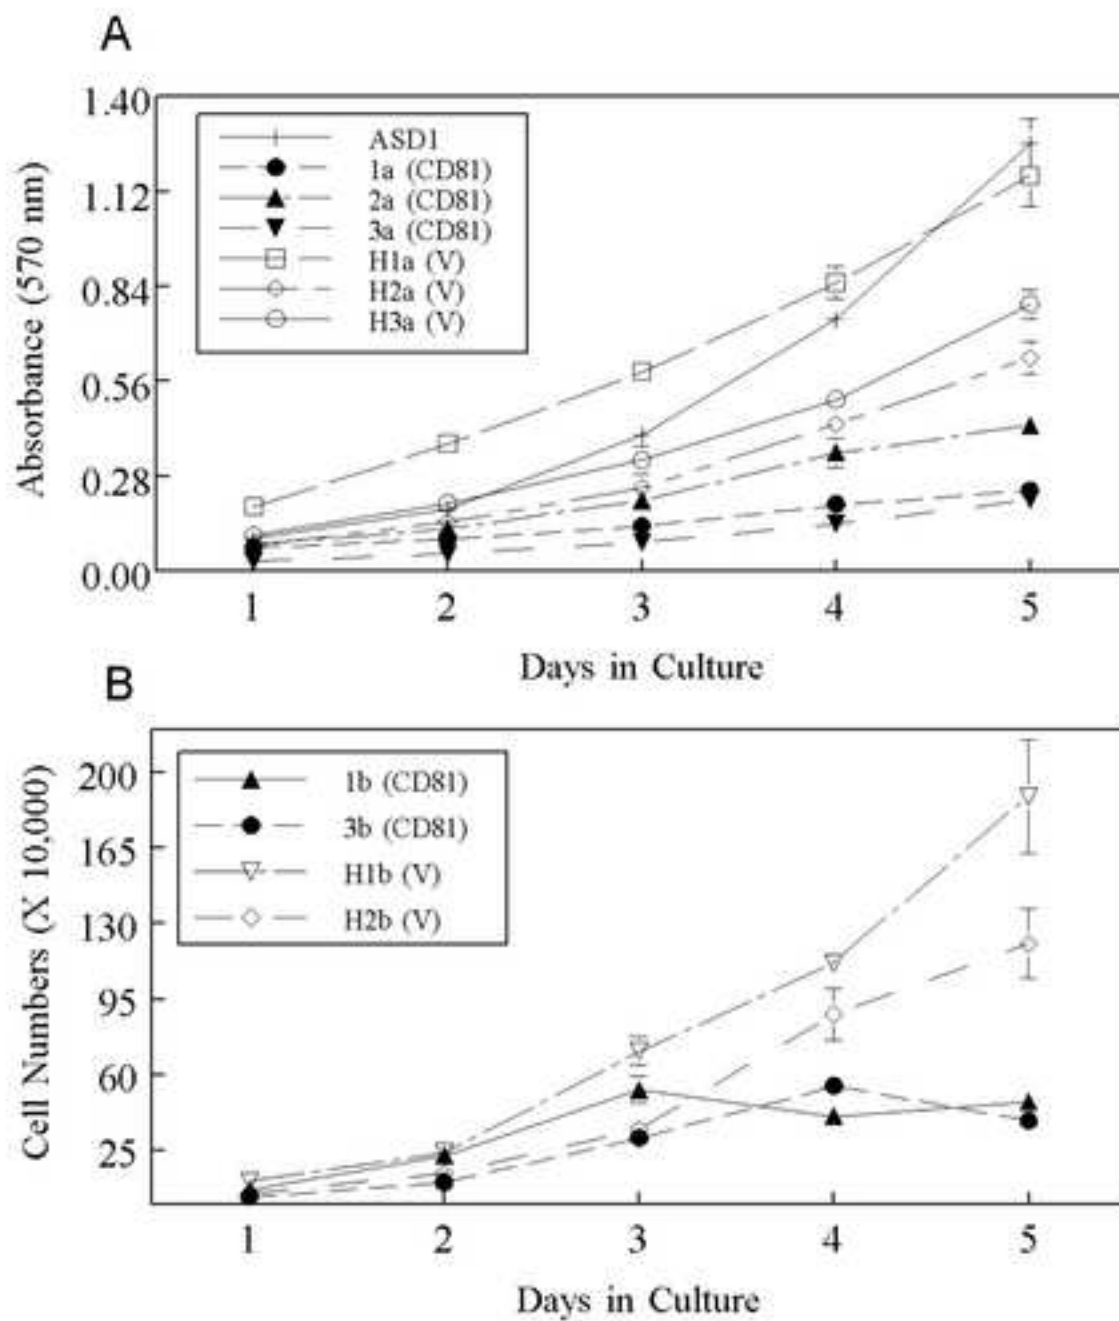 A
1.40
1.12
0.84
0.56
0.28
0.00
Absorbance (570 nm)
ASD1
1a (CD81)
2a (CD81)
3a (CD81)
H1a (V)
H2a (V)
H3a (V)
1 2 3 4 5
Days in Culture
B
200
165
130
95
60
25
Cell Numbers (X 10,000)
1b (CD81)
3b (CD81)
H1b (V)
H2b (V)
1 2 3 4 5
Days in Culture